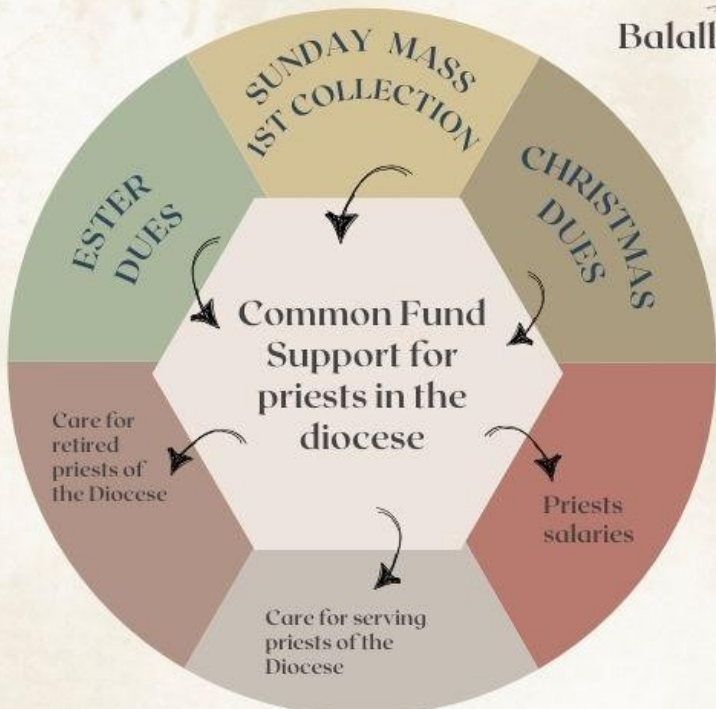 SUNDAY MASS
1ST COLLECTION
ESTER
DUES
CHRISTMAS
DUES
Common Fund
Support for
priests in the
diocese
Care for
retired
priests of
the Diocese
Priests
salaries
Care for serving
priests of the
Diocese